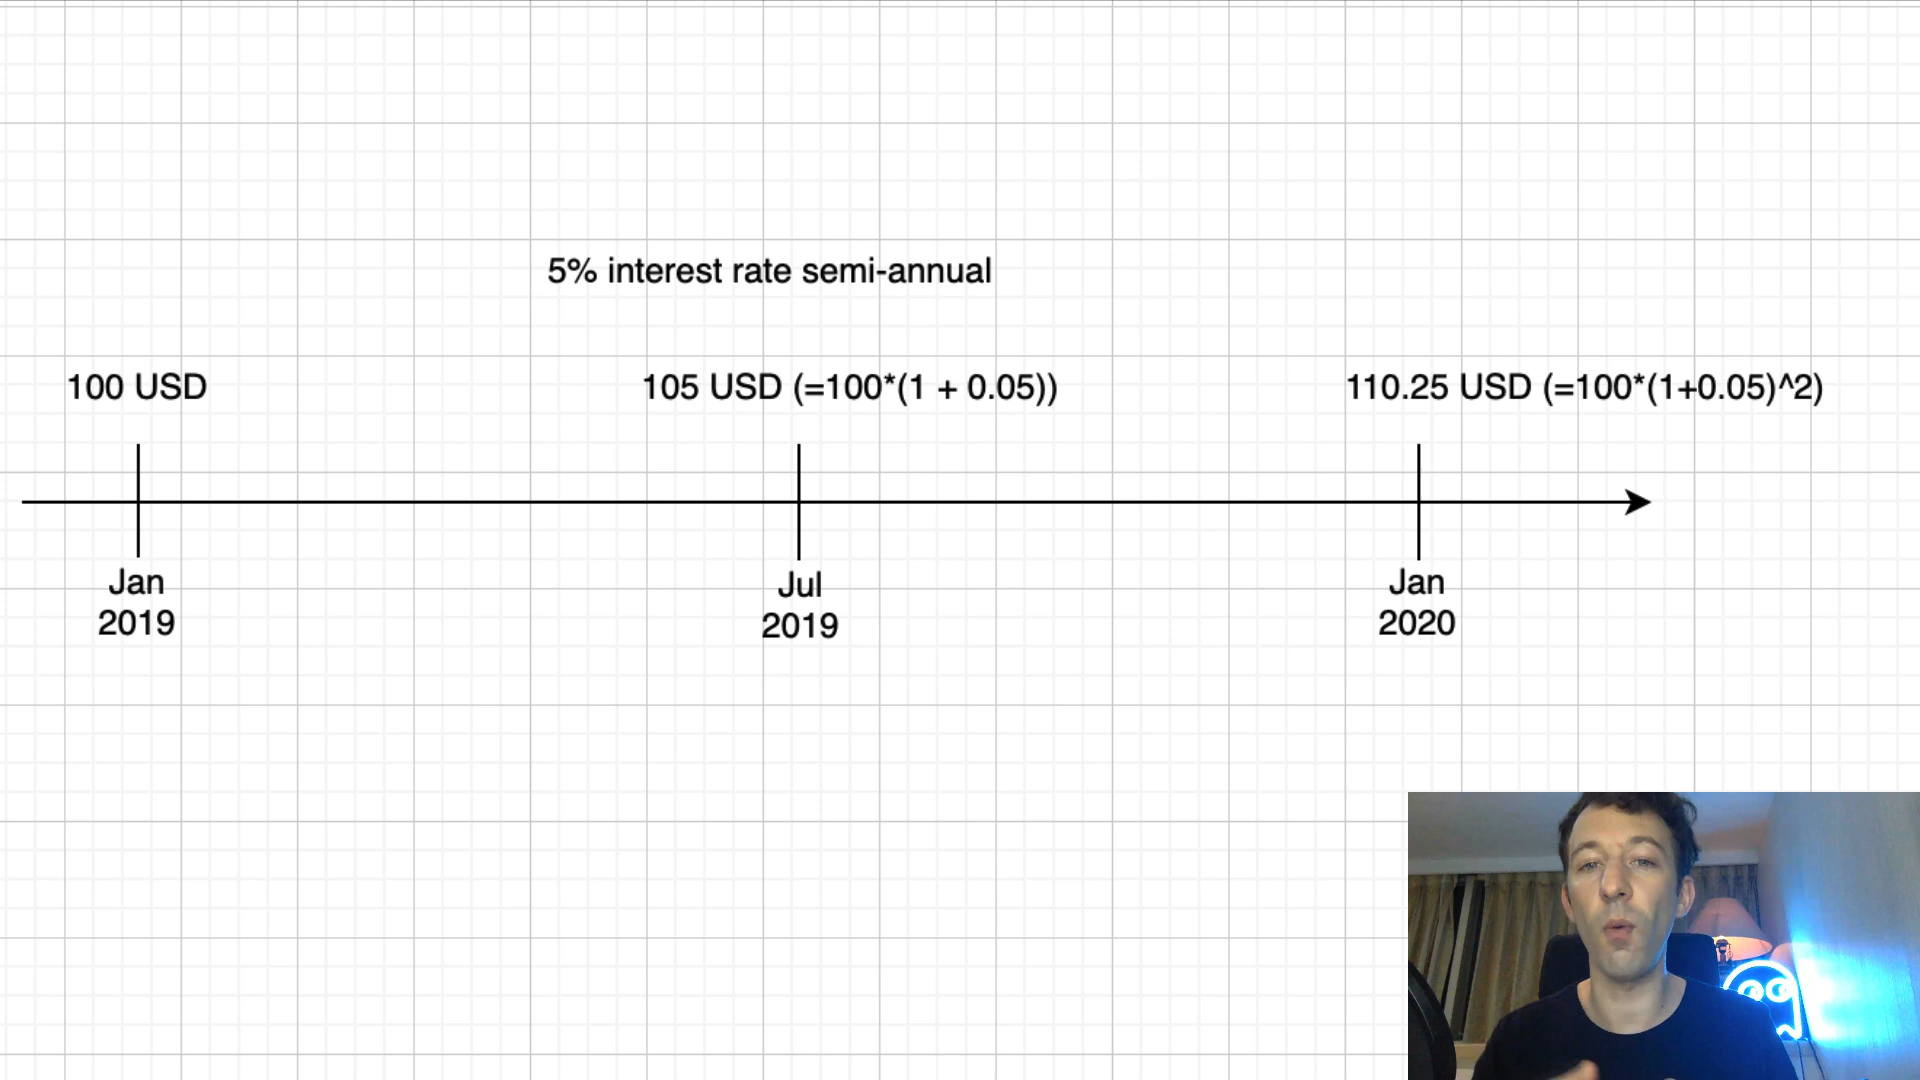 5% interest rate semi-annual
100 USD
105 USD (=100*(1 + 0.05))
110.25 USD (=100*(1+0.05)^2)
Jan
2019
Jul
2019
Jan
2020